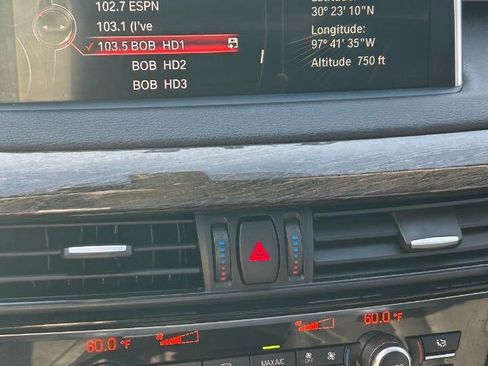 102.7 ESPN
103.1 (I've
✓ 103.5 BOB HD1
BOB HD2
BOB HD3
30° 23' 10"N
Longitude:
97° 41' 35"W
Altitude 750 ft
60.0 °F
60.0 °F
MAX A/C
OFF